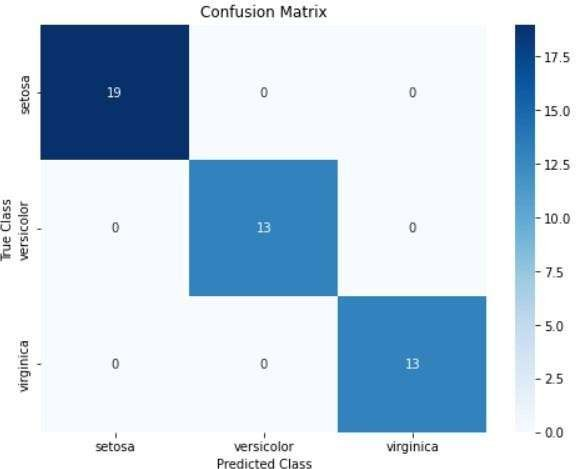 Confusion Matrix
setosa 19 0 0
versicolor 0 13 0
virginica 0 0 13
True Class
setosa versicolor virginica
Predicted Class
17.5
15.0
12.5
10.0
7.5
5.0
2.5
0.0